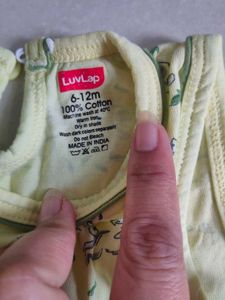 LuvLap
6-12m
100% Cotton
Machine wash at 40°C
Warm Iron
Dry in shade
Wash dark colors separately
Do not Bleach
MADE IN INDIA